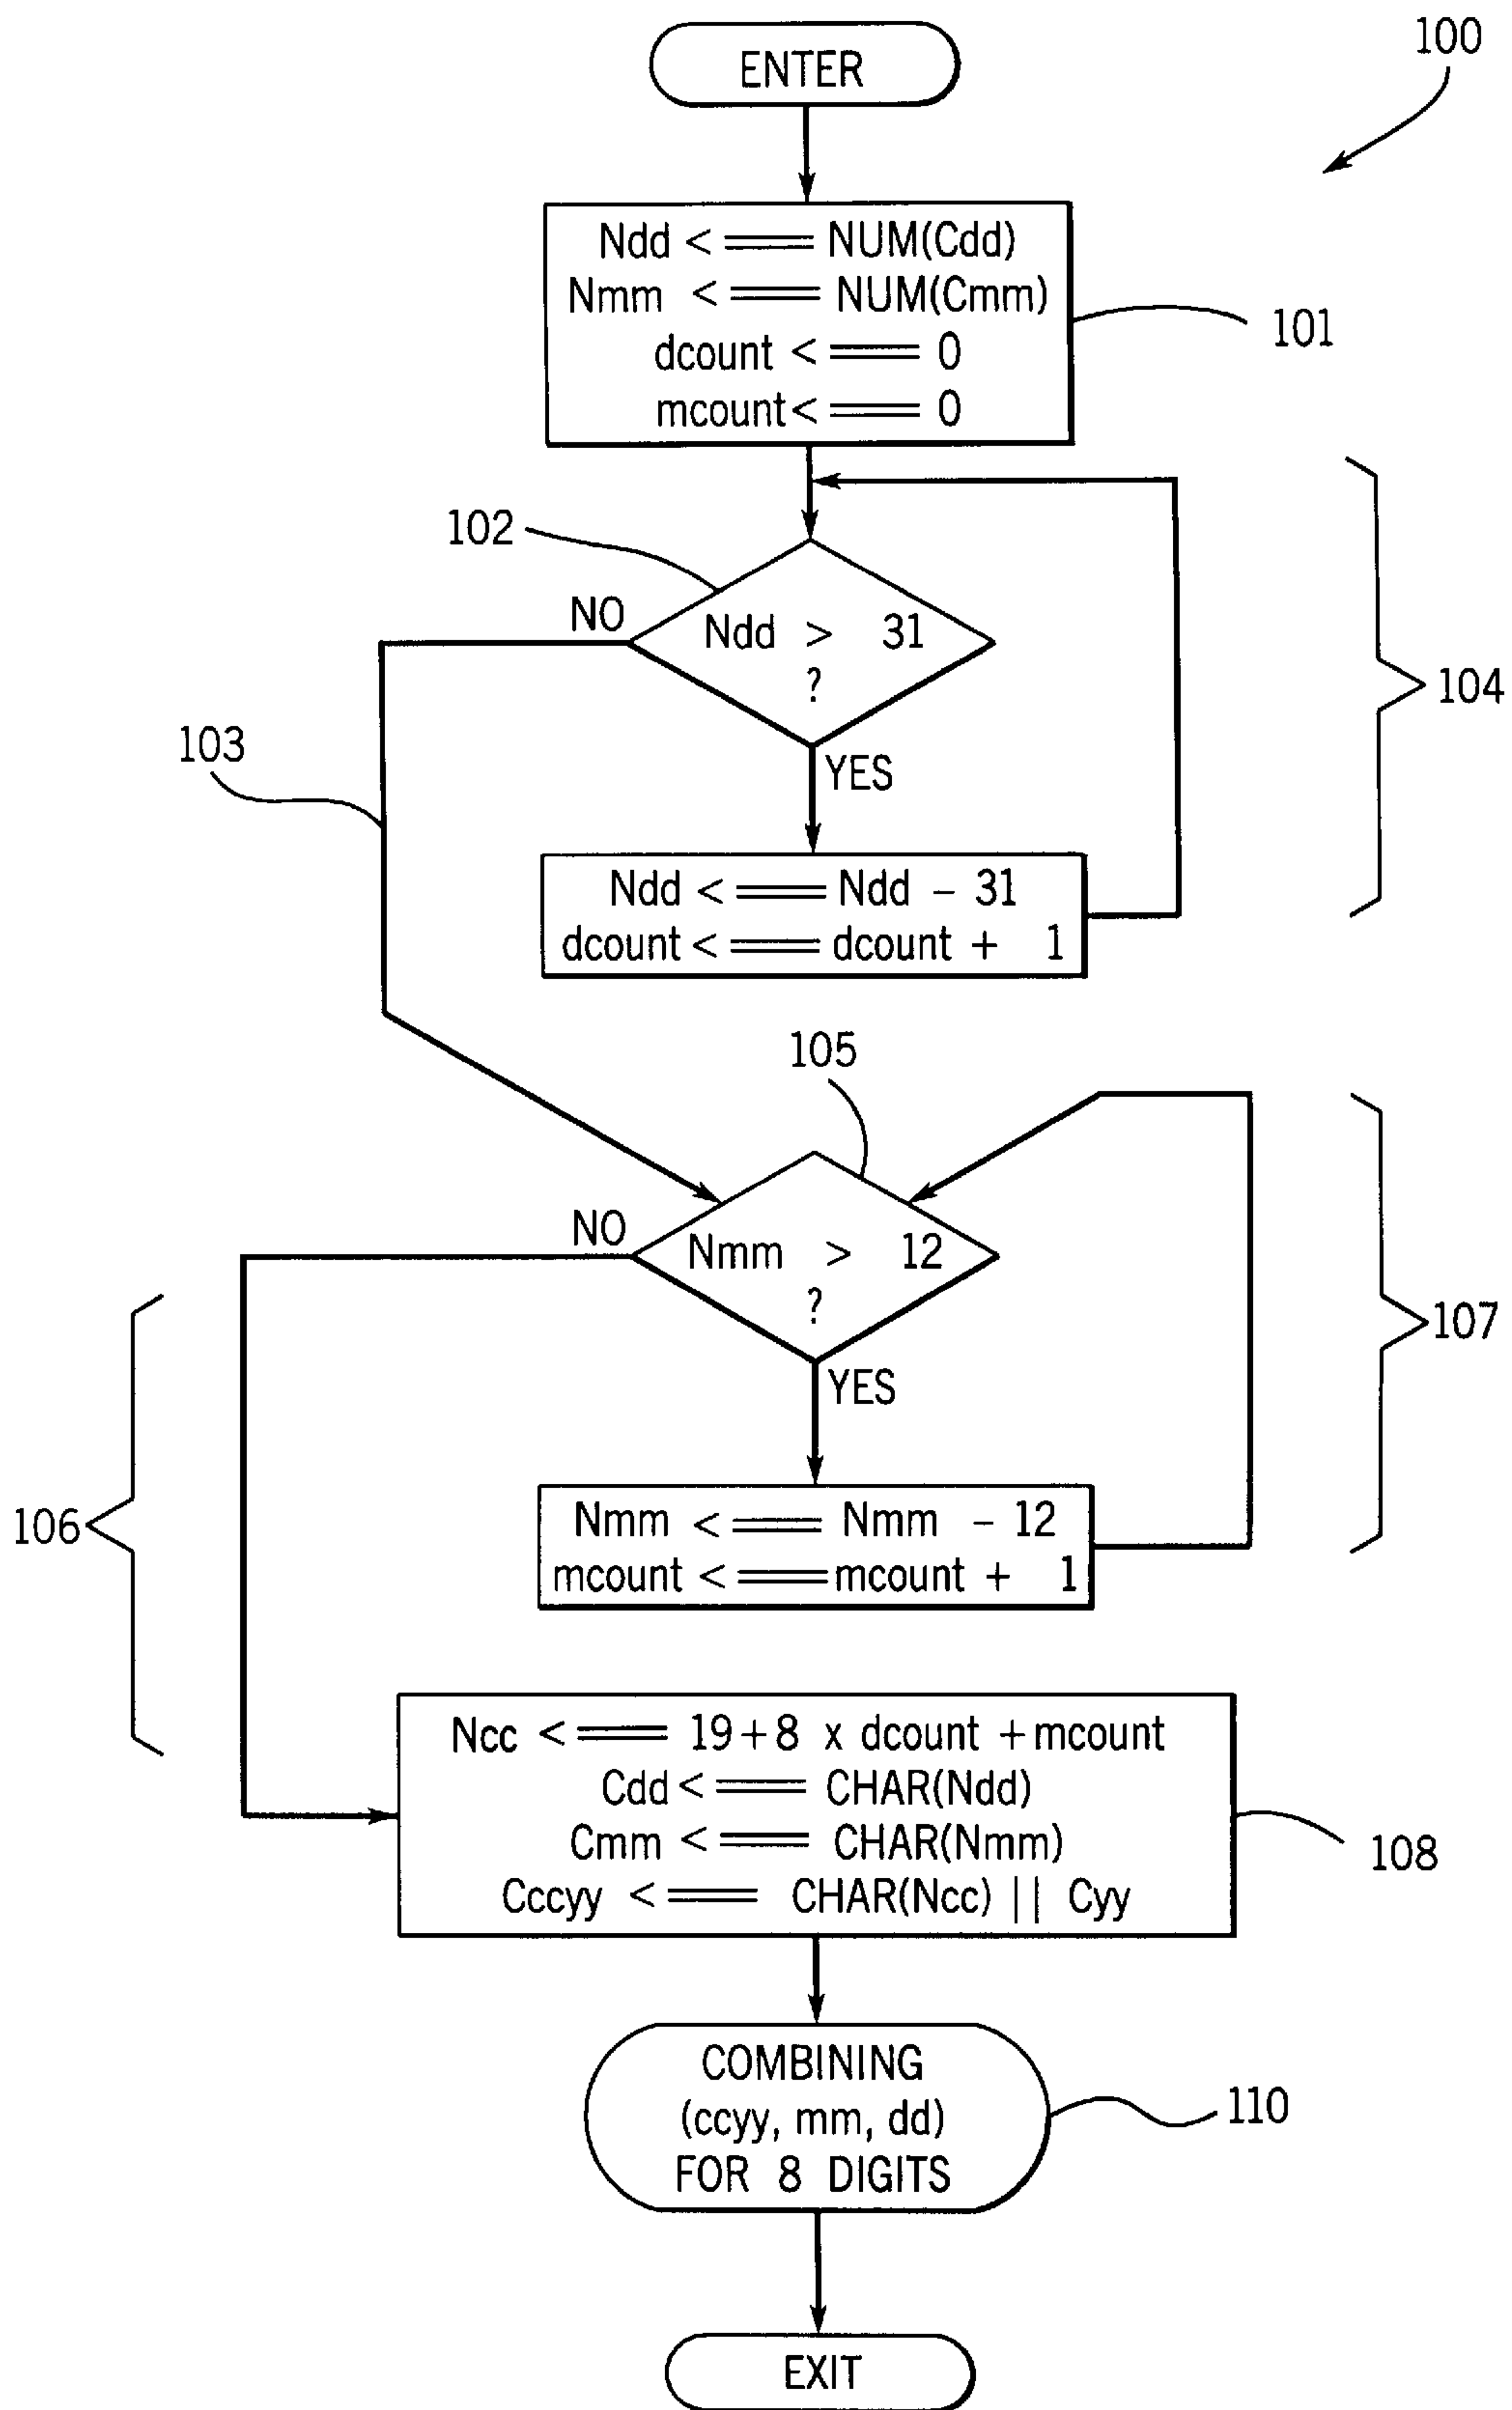 ENTER
100
Ndd <== NUM(Cdd)
Nmm <== NUM(Cmm)
dcount <== 0
mcount <== 0
101
102
NO
Ndd > 31
?
YES
103
104
Ndd <== Ndd - 31
dcount <== dcount + 1
105
NO
Nmm > 12
?
YES
107
106
Nmm <== Nmm - 12
mcount <== mcount + 1
Ncc <== 19+8 x dcount +mcount
Cdd <== CHAR(Ndd)
Cmm <== CHAR(Nmm)
Cccyy <== CHAR(Ncc) || Cyy
108
COMBINING
(ccyy, mm, dd)
FOR 8 DIGITS
110
EXIT